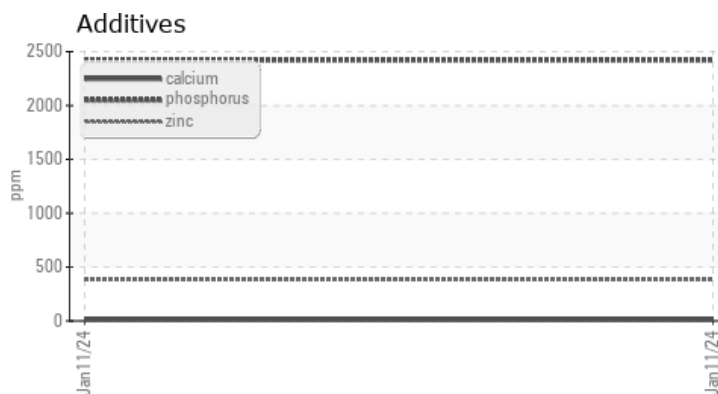 Additives
2500
2000
1500
1000
500
0
ppm
calcium
phosphorus
zinc
Jan11/24
Jan11/24